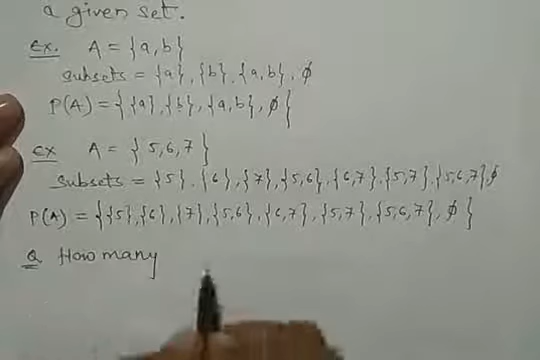 a given set.
Ex. A = {a, b}
subsets = {a}, {b}, {a, b}, φ
P(A) = {{a}, {b}, {a, b}, φ}
Ex A = {5, 6, 7}
subsets = {5}, {6}, {7}, {5, 6}, {6, 7}, {5, 7}, {5, 6, 7}, φ
P(A) = {{5}, {6}, {7}, {5, 6}, {6, 7}, {5, 7}, {5, 6, 7}, φ}
Q How many